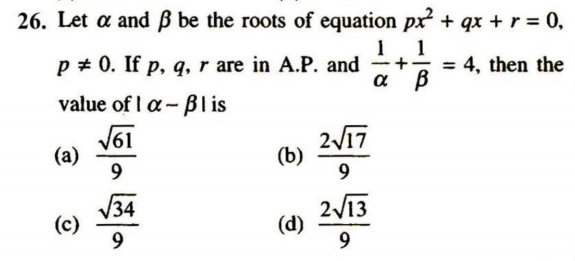 26. Let α and β be the roots of equation px² + qx + r = 0,
p ≠ 0. If p, q, r are in A.P. and 1/α + 1/β = 4, then the
value of | α – β | is
(a) √61/9 (b) 2√17/9
(c) √34/9 (d) 2√13/9